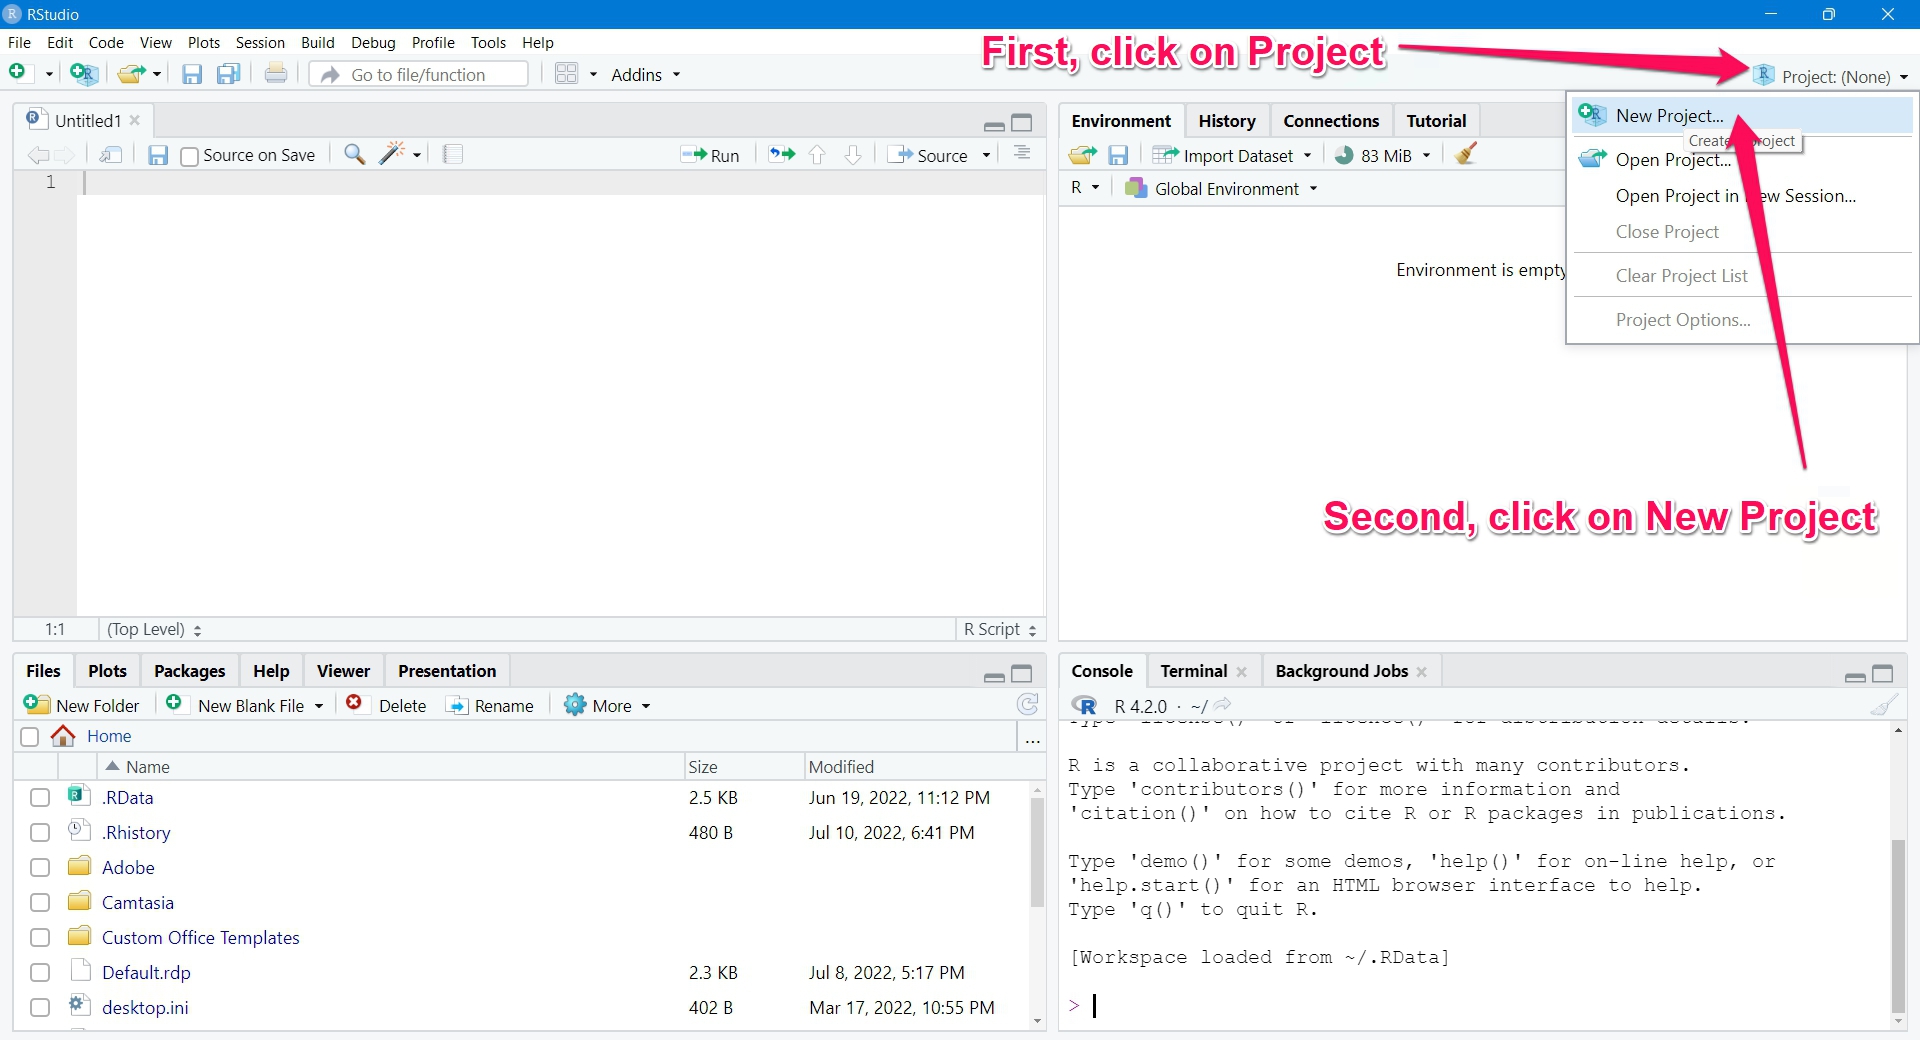 RStudio
File Edit Code View Plots Session Build Debug Profile Tools Help
First, click on Project
Go to file/function Addins Project: (None)
Untitled1
Source on Save Run Source
1
1:1 (Top Level) R Script
Environment History Connections Tutorial
Import Dataset 83 MiB
R Global Environment
Environment is empty
New Project...
Create project
Open Project...
Open Project in New Session...
Close Project
Clear Project List
Project Options...
Second, click on New Project
Files Plots Packages Help Viewer Presentation
New Folder New Blank File Delete Rename More
Home ...
Name Size Modified
.RData 2.5 KB Jun 19, 2022, 11:12 PM
.Rhistory 480 B Jul 10, 2022, 6:41 PM
Adobe
Camtasia
Custom Office Templates
Default.rdp 2.3 KB Jul 8, 2022, 5:17 PM
desktop.ini 402 B Mar 17, 2022, 10:55 PM
Console Terminal Background Jobs
R 4.2.0 · ~/
R is a collaborative project with many contributors.
Type 'contributors()' for more information and
'citation()' on how to cite R or R packages in publications.
Type 'demo()' for some demos, 'help()' for on-line help, or
'help.start()' for an HTML browser interface to help.
Type 'q()' to quit R.
[Workspace loaded from ~/.RData]
>